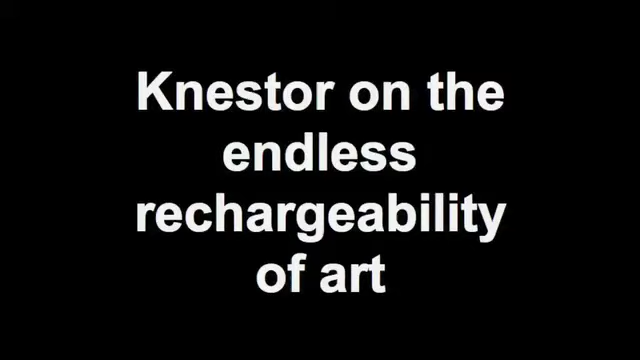 Knestor on the
endless
rechargeability
of art